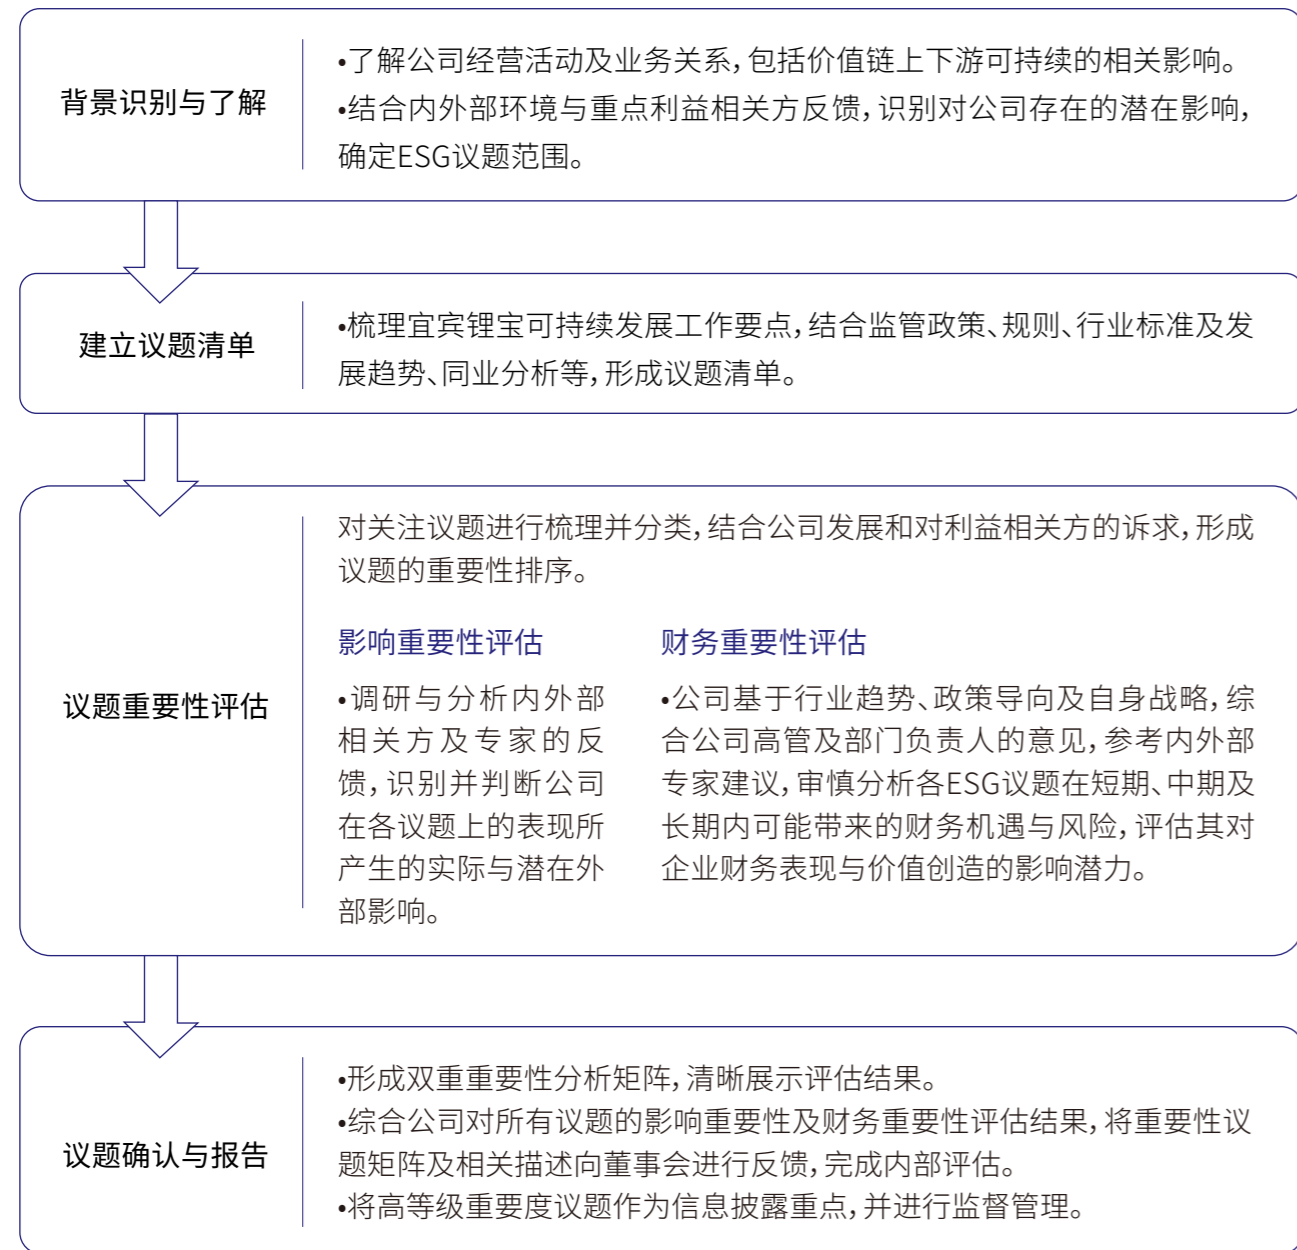 背景识别与了解
•了解公司经营活动及业务关系，包括价值链上下游可持续的相关影响。
•结合内外部环境与重点利益相关方反馈，识别对公司存在的潜在影响，
确定ESG议题范围。
建立议题清单
•梳理宜宾锂宝可持续发展工作要点，结合监管政策、规则、行业标准及发
展趋势、同业分析等，形成议题清单。
议题重要性评估
对关注议题进行梳理并分类，结合公司发展和对利益相关方的诉求，形成
议题的重要性排序。
影响重要性评估
•调研与分析内外部
相关方及专家的反
馈，识别并判断公司
在各议题上的表现所
产生的实际与潜在外
部影响。
财务重要性评估
•公司基于行业趋势、政策导向及自身战略，综
合公司高管及部门负责人的意见，参考内外部
专家建议，审慎分析各ESG议题在短期、中期及
长期内可能带来的财务机遇与风险，评估其对
企业财务表现与价值创造的影响潜力。
议题确认与报告
•形成双重重要性分析矩阵，清晰展示评估结果。
•综合公司对所有议题的影响重要性及财务重要性评估结果，将重要性议
题矩阵及相关描述向董事会进行反馈，完成内部评估。
•将高等级重要度议题作为信息披露重点，并进行监督管理。